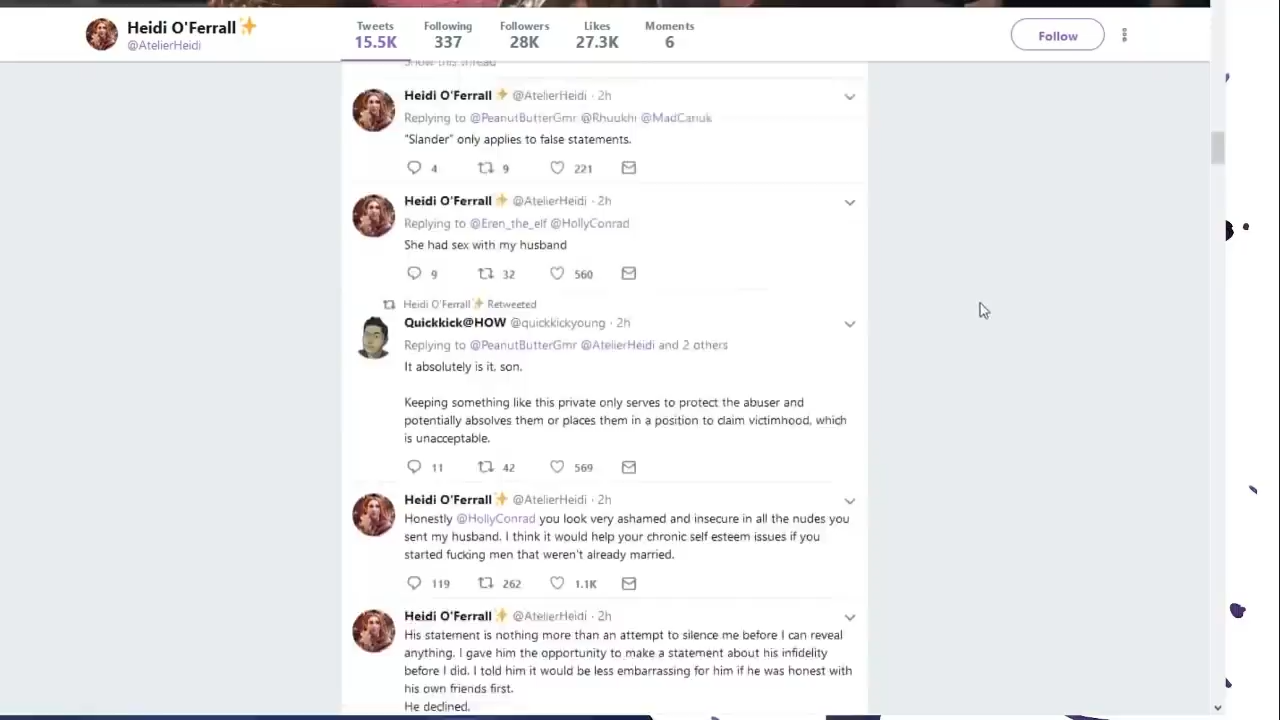 Heidi O'Ferrall✨
@AtelierHeidi
Tweets Following Followers Likes Moments
15.5K 337 28K 27.3K 6
Follow
Show this thread
Heidi O'Ferrall ✨ @AtelierHeidi · 2h
Replying to @PeanutButterGmr @Rhuukhi @MadCanuk
"Slander" only applies to false statements.
4 9 221
Heidi O'Ferrall ✨ @AtelierHeidi · 2h
Replying to @Eren_the_elf @HollyConrad
She had sex with my husband
9 32 560
Heidi O'Ferrall✨ Retweeted
Quickkick@HOW @quickkickyoung · 2h
Replying to @PeanutButterGmr @AtelierHeidi and 2 others
It absolutely is it, son.
Keeping something like this private only serves to protect the abuser and
potentially absolves them or places them in a position to claim victimhood, which
is unacceptable.
11 42 569
Heidi O'Ferrall✨ @AtelierHeidi · 2h
Honestly @HollyConrad you look very ashamed and insecure in all the nudes you
sent my husband. I think it would help your chronic self esteem issues if you
started fucking men that weren't already married.
119 262 1.1K
Heidi O'Ferrall✨ @AtelierHeidi · 2h
His statement is nothing more than an attempt to silence me before I can reveal
anything. I gave him the opportunity to make a statement about his infidelity
before I did. I told him it would be less embarrassing for him if he was honest with
his own friends first.
He declined.